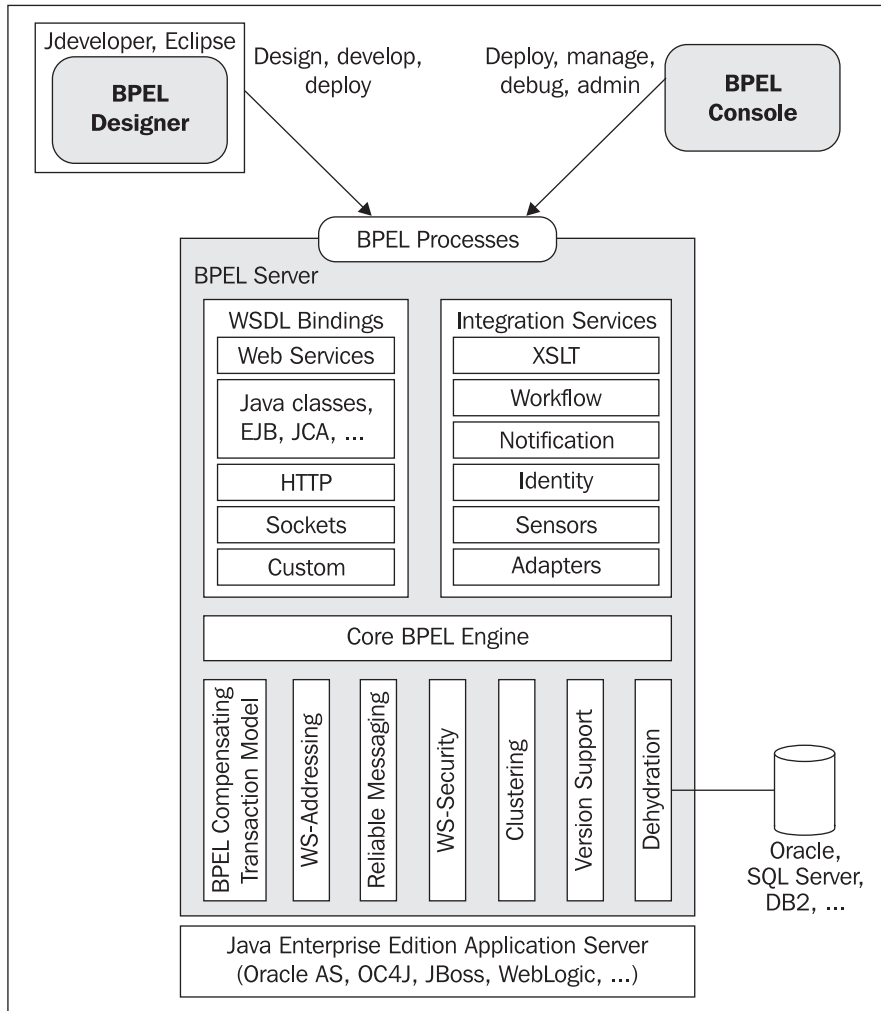 Jdeveloper, Eclipse
BPEL
Designer
Design, develop,
deploy
Deploy, manage,
debug, admin
BPEL
Console
BPEL Processes
BPEL Server
WSDL Bindings
Web Services
Java classes,
EJB, JCA, ...
HTTP
Sockets
Custom
Integration Services
XSLT
Workflow
Notification
Identity
Sensors
Adapters
Core BPEL Engine
BPEL Compensating
Transaction Model
WS-Addressing
Reliable Messaging
WS-Security
Clustering
Version Support
Dehydration
Oracle,
SQL Server,
DB2, ...
Java Enterprise Edition Application Server
(Oracle AS, OC4J, JBoss, WebLogic, ...)